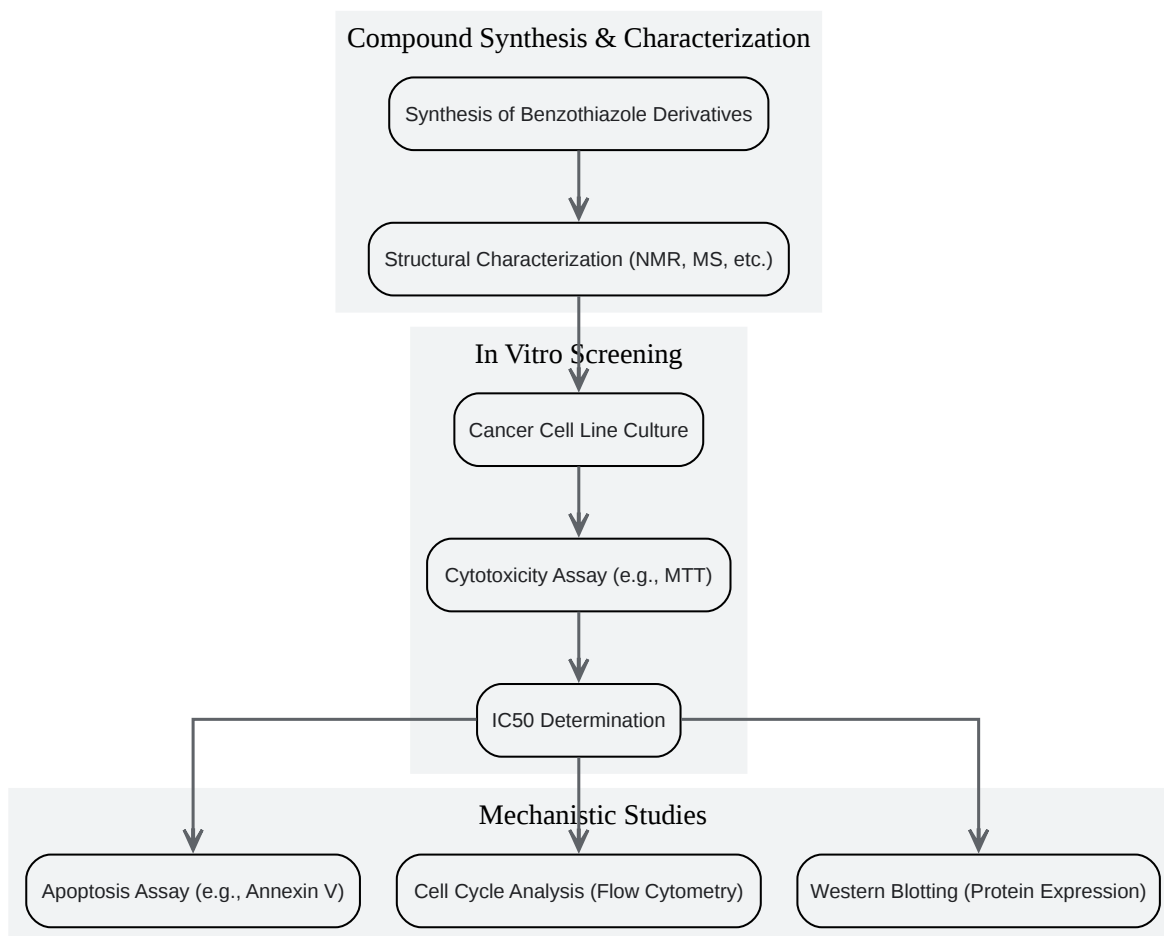 Compound Synthesis & Characterization
Synthesis of Benzothiazole Derivatives
Structural Characterization (NMR, MS, etc.)
In Vitro Screening
Cancer Cell Line Culture
Cytotoxicity Assay (e.g., MTT)
IC50 Determination
Mechanistic Studies
Apoptosis Assay (e.g., Annexin V)
Cell Cycle Analysis (Flow Cytometry)
Western Blotting (Protein Expression)